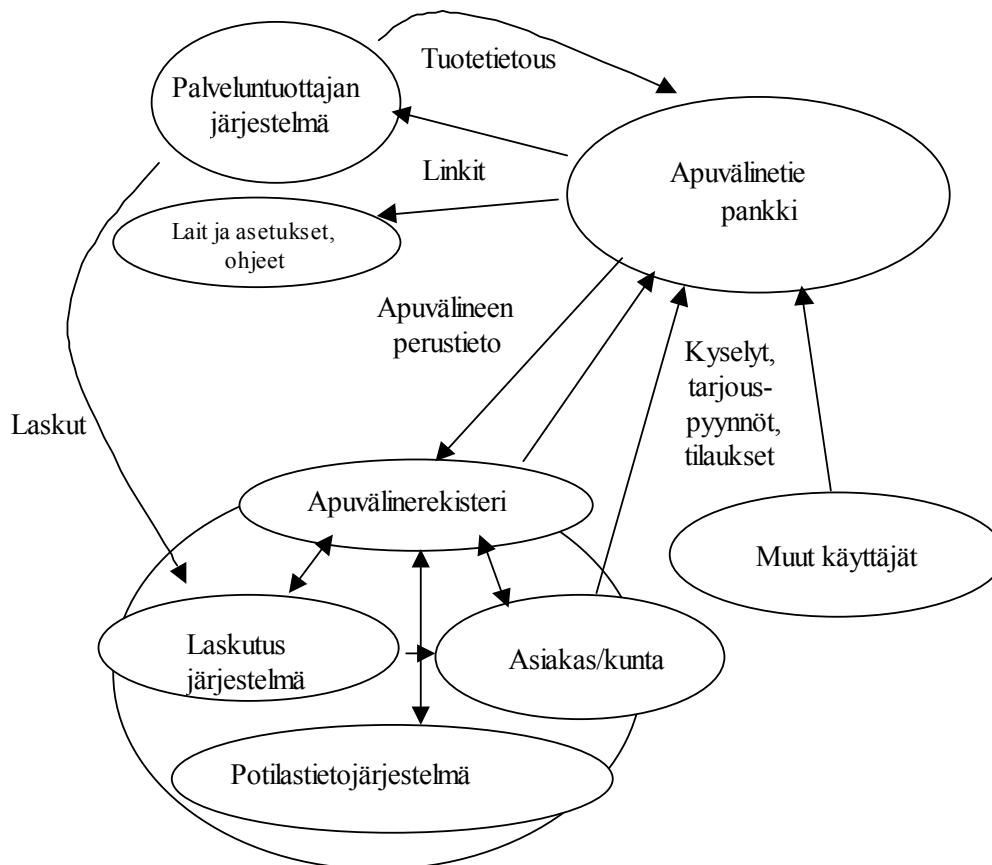 Tuotetietous
Palveluntuottajan
järjestelmä
Linkit
Apuvälinetie
pankki
Lait ja asetukset,
ohjeet
Apuvälineen
perustieto
Kyselyt,
tarjous-
pyynnöt,
tilaukset
Laskut
Apuvälinerekisteri
Muut käyttäjät
Laskutus
järjestelmä
Asiakas/kunta
Potilastietojärjestelmä